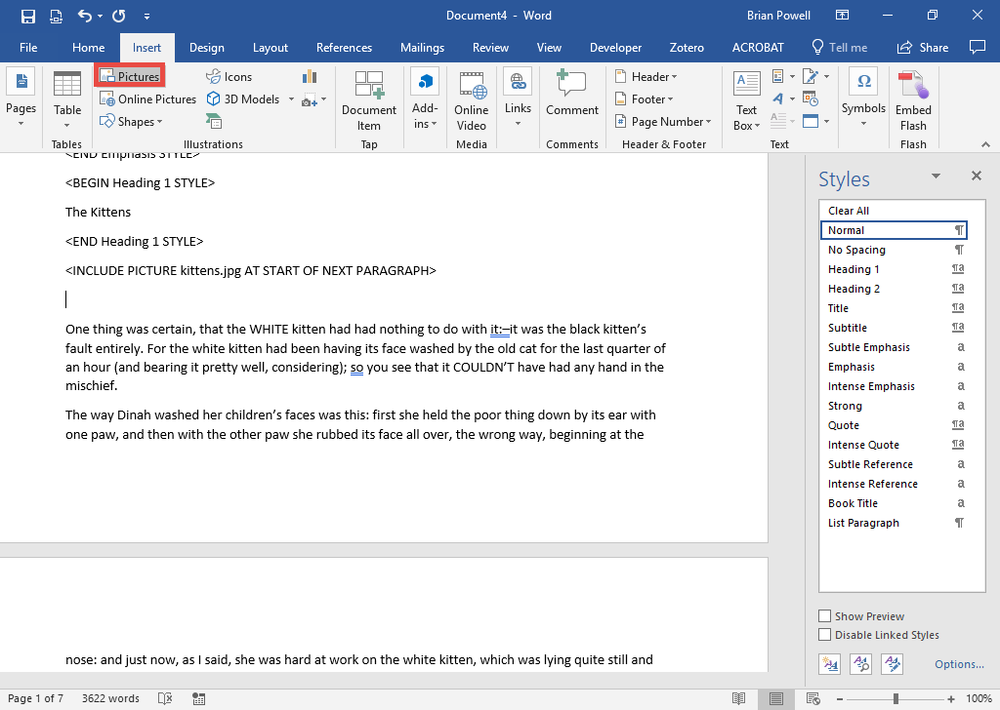 Document4 - Word
Brian Powell
File Home Insert Design Layout References Mailings Review View Developer Zotero ACROBAT Tell me Share
Pages
Table
Tables
Pictures
Online Pictures
Shapes
Icons
3D Models
Illustrations
Document
Item
Tap
Add-
ins
Online
Video
Media
Links
Comment
Comments
Header
Footer
Page Number
Header & Footer
Text
Box
Text
Symbols
Embed
Flash
Flash
<END Emphasis STYLE>
<BEGIN Heading 1 STYLE>
The Kittens
<END Heading 1 STYLE>
<INCLUDE PICTURE kittens.jpg AT START OF NEXT PARAGRAPH>
One thing was certain, that the WHITE kitten had had nothing to do with it:—it was the black kitten’s
fault entirely. For the white kitten had been having its face washed by the old cat for the last quarter of
an hour (and bearing it pretty well, considering); so you see that it COULDN’T have had any hand in the
mischief.
The way Dinah washed her children’s faces was this: first she held the poor thing down by its ear with
one paw, and then with the other paw she rubbed its face all over, the wrong way, beginning at the
nose: and just now, as I said, she was hard at work on the white kitten, which was lying quite still and
Styles
Clear All
Normal
No Spacing
Heading 1
Heading 2
Title
Subtitle
Subtle Emphasis
Emphasis
Intense Emphasis
Strong
Quote
Intense Quote
Subtle Reference
Intense Reference
Book Title
List Paragraph
Show Preview
Disable Linked Styles
Options...
Page 1 of 7 3622 words 100%